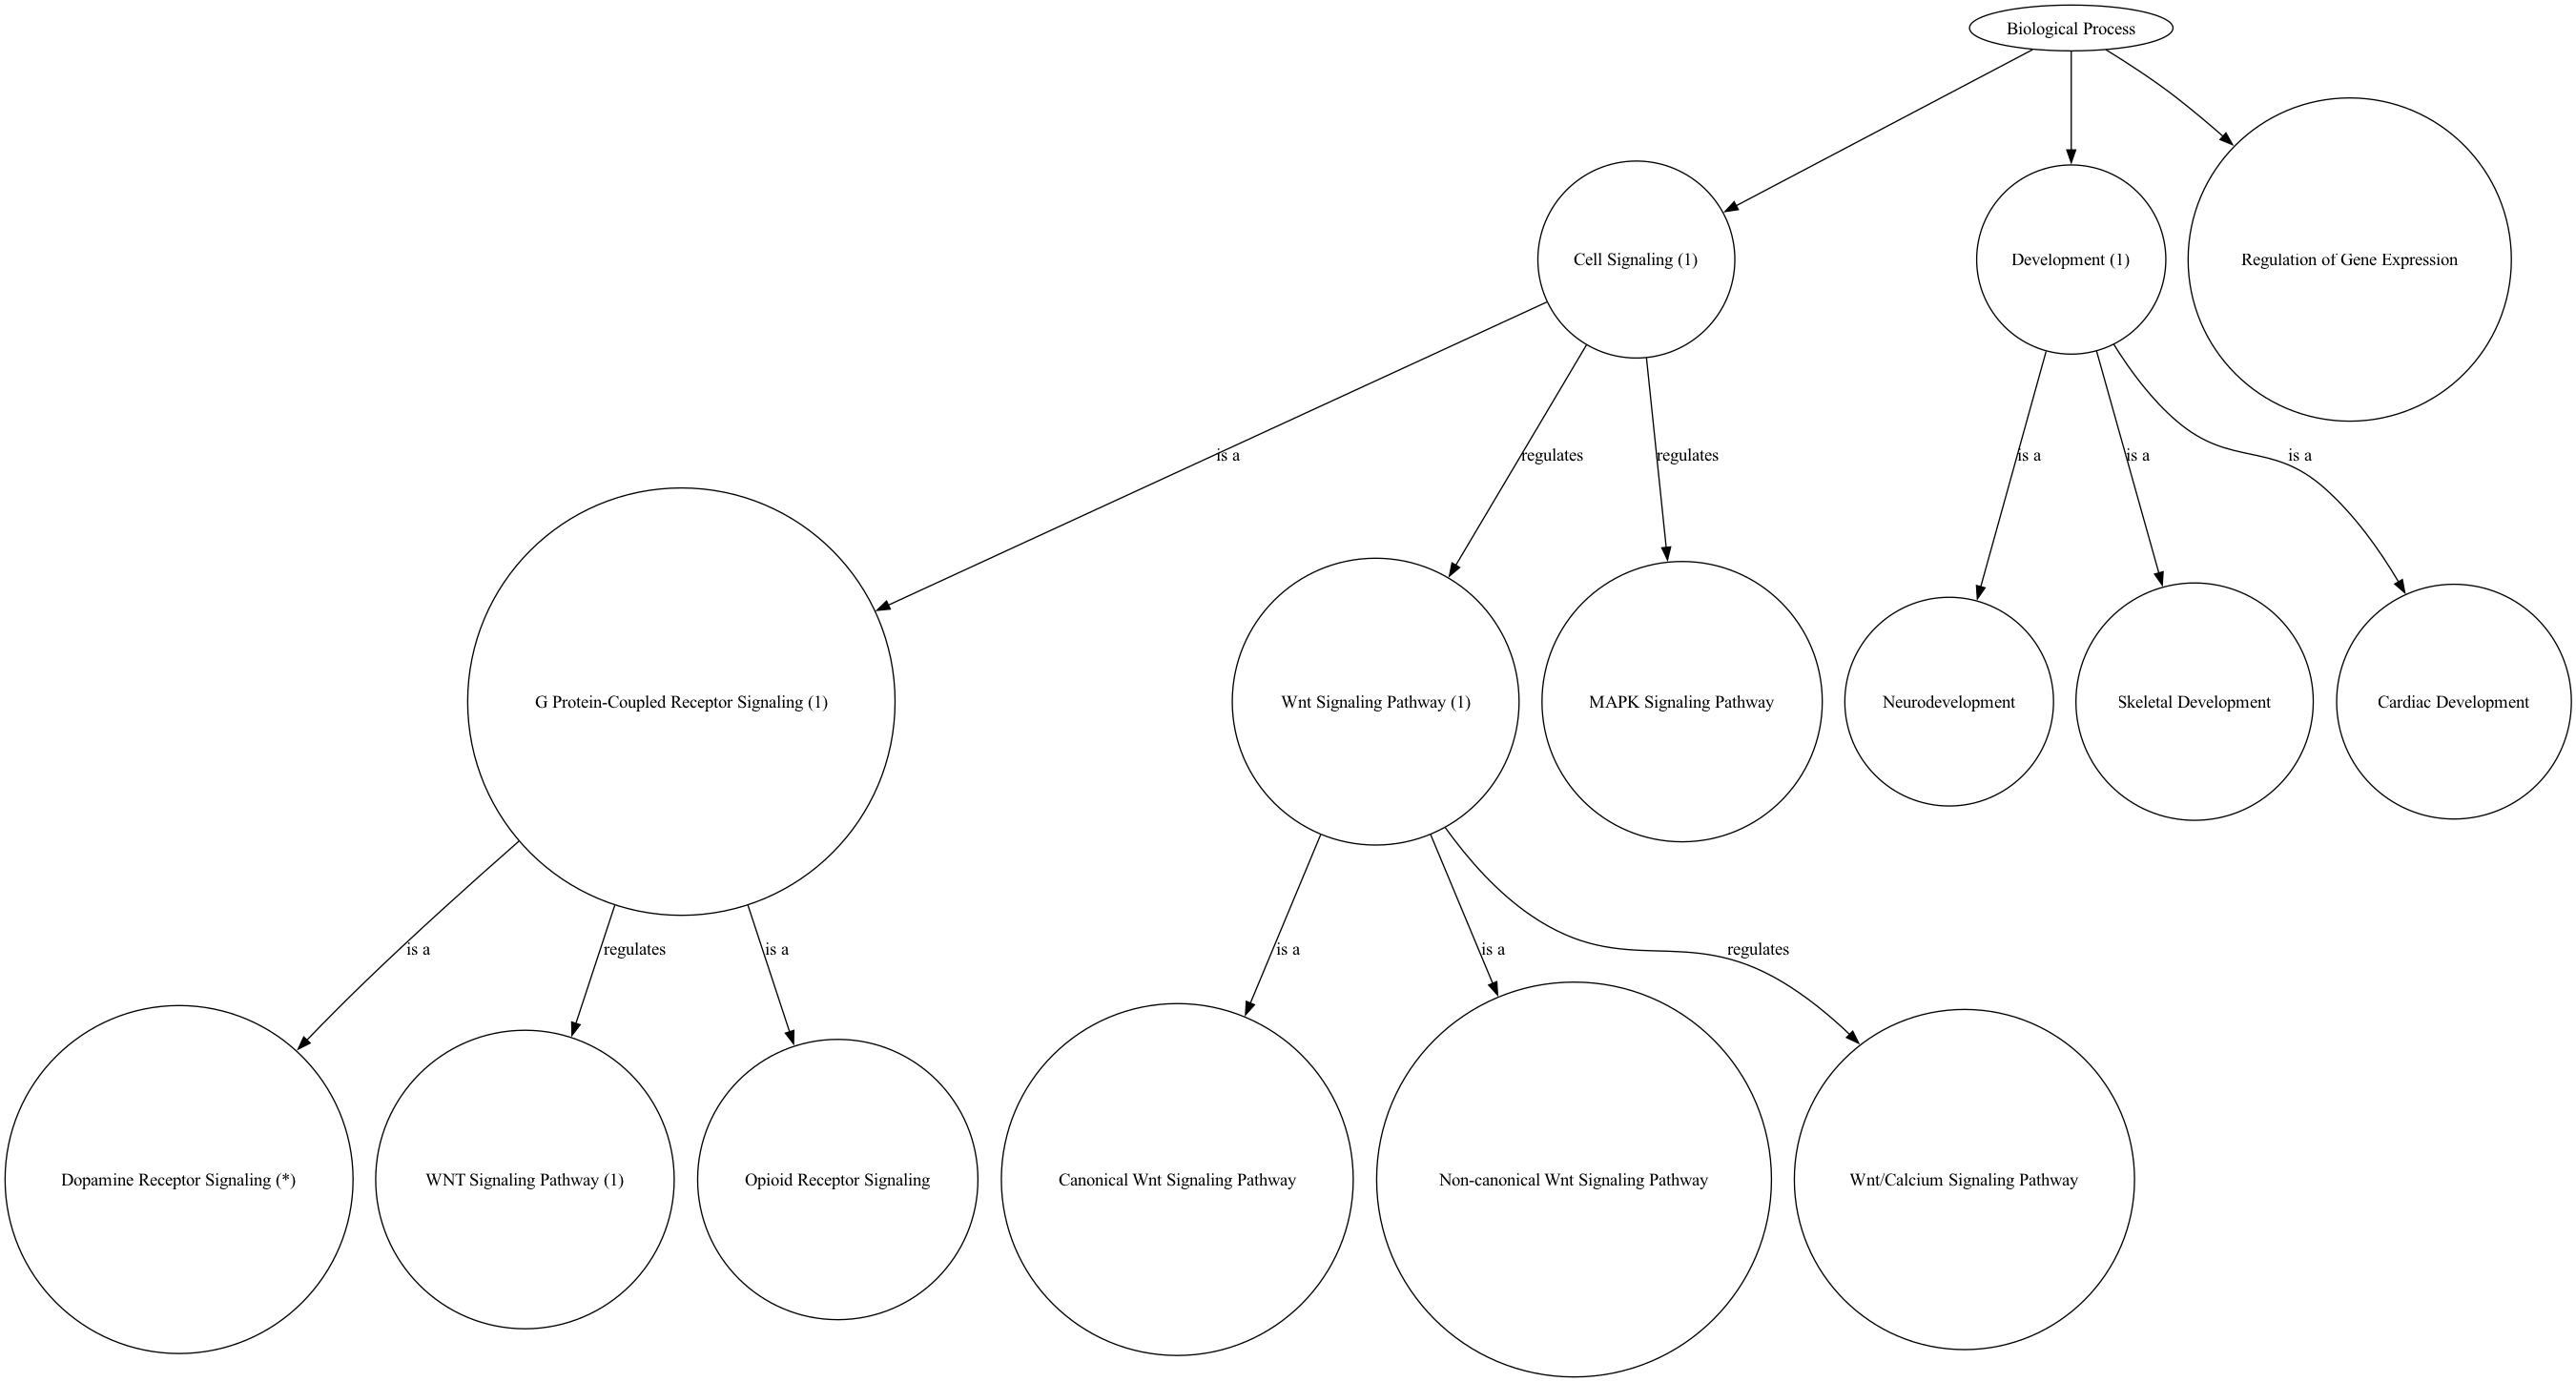 Biological Process
Cell Signaling (1)
Development (1)
Regulation of Gene Expression
is a
regulates
regulates
is a
is a
is a
G Protein-Coupled Receptor Signaling (1)
Wnt Signaling Pathway (1)
MAPK Signaling Pathway
Neurodevelopment
Skeletal Development
Cardiac Development
is a
regulates
is a
is a
is a
regulates
Dopamine Receptor Signaling (*)
WNT Signaling Pathway (1)
Opioid Receptor Signaling
Canonical Wnt Signaling Pathway
Non-canonical Wnt Signaling Pathway
Wnt/Calcium Signaling Pathway